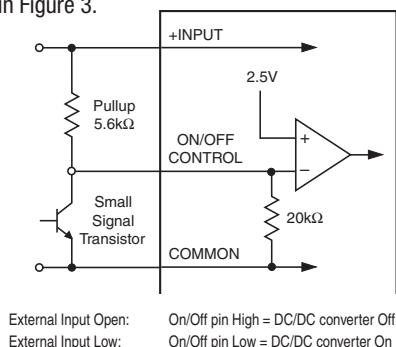 in Figure 3.
+INPUT
2.5V
Pullup
5.6kΩ
+
ON/OFF
CONTROL
–
Small
Signal
Transistor
20kΩ
COMMON
External Input Open: On/Off pin High = DC/DC converter Off
External Input Low: On/Off pin Low = DC/DC converter On